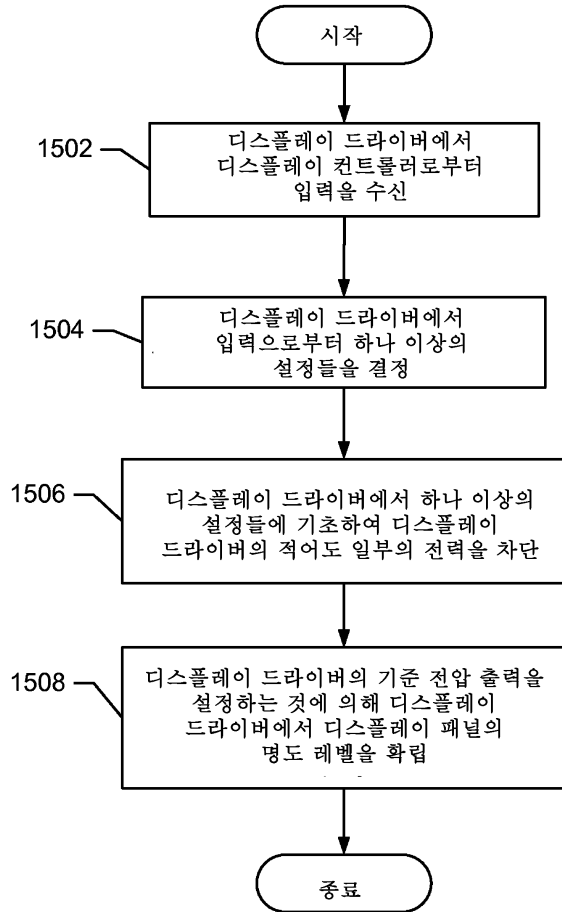 시작
1502
디스플레이 드라이버에서
디스플레이 컨트롤러로부터
입력을 수신
1504
디스플레이 드라이버에서
입력으로부터 하나 이상의
설정들을 결정
1506
디스플레이 드라이버에서 하나 이상의
설정들에 기초하여 디스플레이
드라이버의 적어도 일부의 전력을 차단
1508
디스플레이 드라이버의 기준 전압 출력을
설정하는 것에 의해 디스플레이
드라이버에서 디스플레이 패널의
명도 레벨을 확립
종료